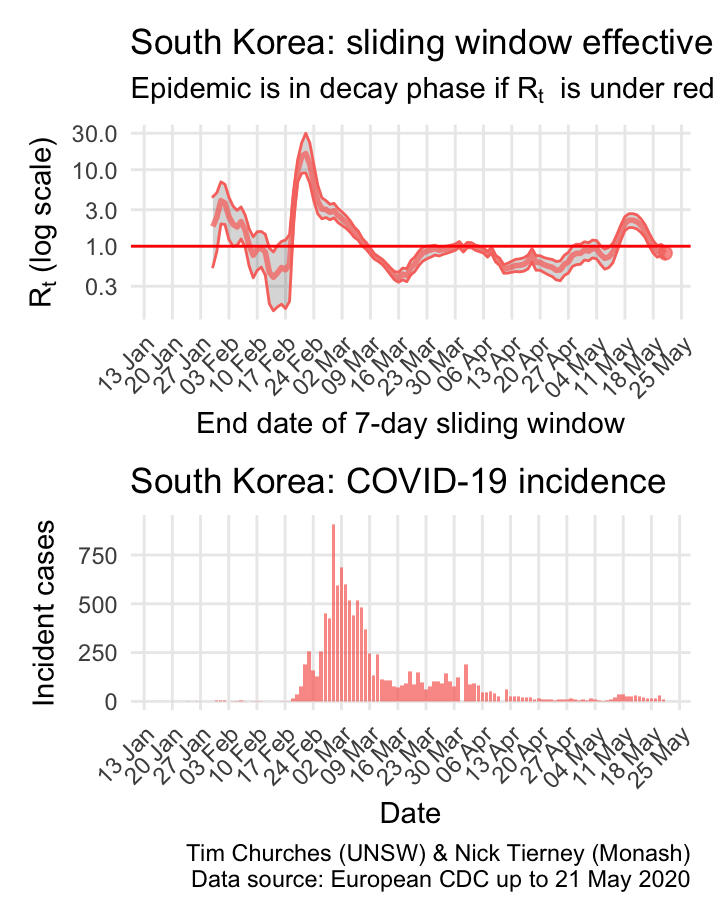 South Korea: sliding window effective
Epidemic is in decay phase if Rt is under red
Rt (log scale)
30.0
10.0
3.0
1.0
0.3
13 Jan
20 Jan
27 Jan
03 Feb
10 Feb
17 Feb
24 Feb
02 Mar
09 Mar
16 Mar
23 Mar
30 Mar
06 Apr
13 Apr
20 Apr
27 Apr
04 May
11 May
18 May
25 May
End date of 7-day sliding window
South Korea: COVID-19 incidence
Incident cases
750
500
250
0
13 Jan
20 Jan
27 Jan
03 Feb
10 Feb
17 Feb
24 Feb
02 Mar
09 Mar
16 Mar
23 Mar
30 Mar
06 Apr
13 Apr
20 Apr
27 Apr
04 May
11 May
18 May
25 May
Date
Tim Churches (UNSW) & Nick Tierney (Monash)
Data source: European CDC up to 21 May 2020